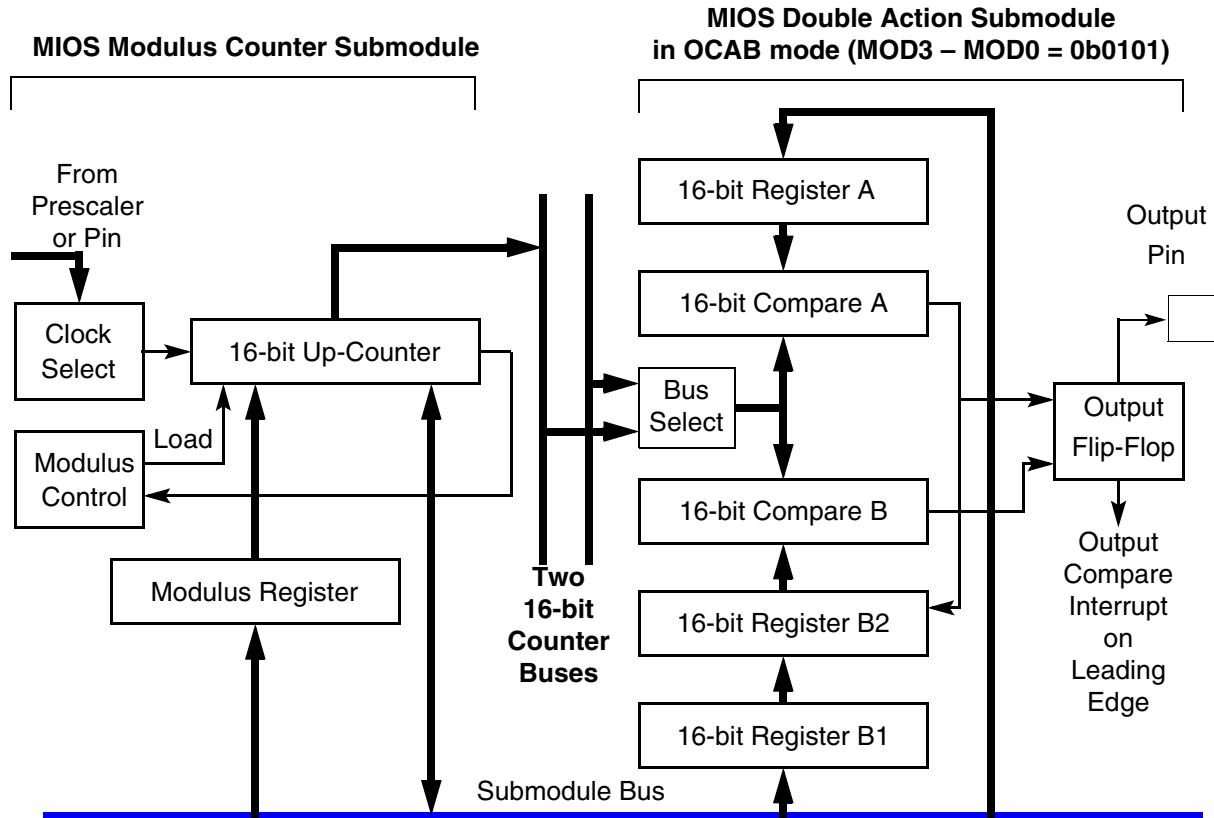 MIOS Modulus Counter Submodule
MIOS Double Action Submodule
in OCAB mode (MOD3 – MOD0 = 0b0101)
From
Prescaler
or Pin
Clock
Select
16-bit Up-Counter
Load
Modulus
Control
Modulus Register
Two
16-bit
Counter
Buses
16-bit Register A
16-bit Compare A
Bus
Select
16-bit Compare B
16-bit Register B2
16-bit Register B1
Output
Pin
Output
Flip-Flop
Output
Compare
Interrupt
on
Leading
Edge
Submodule Bus